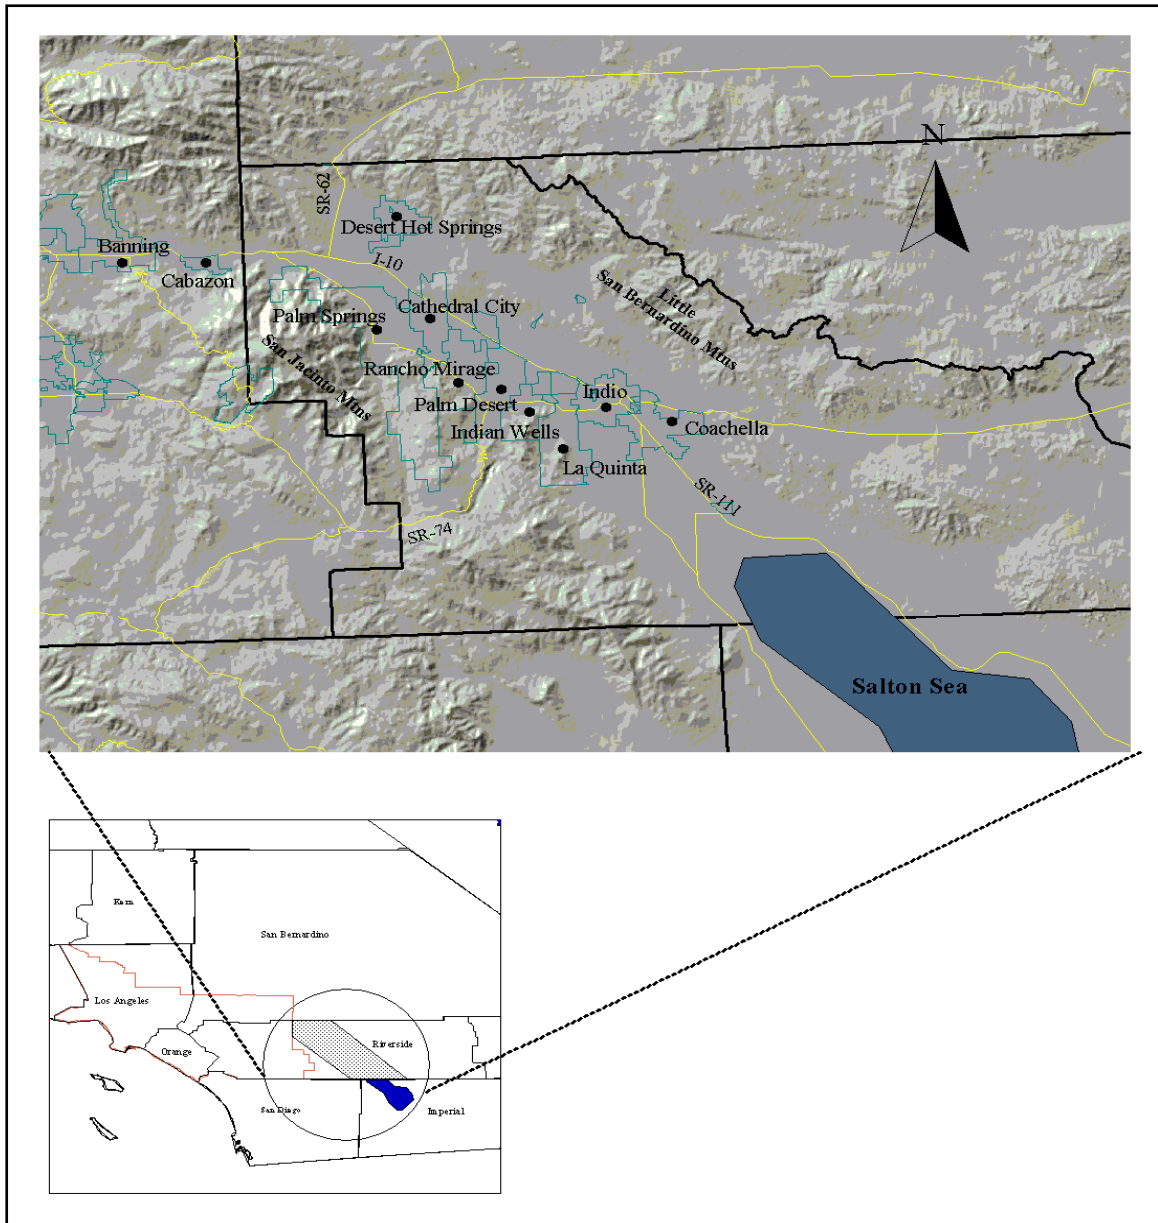 N
SR-62
Desert Hot Springs
Banning
I-10
Cabazon
Little
San Bernardino Mtns
Cathedral City
Palm Springs
San Jacinto Mtns
Rancho Mirage
Indio
Palm Desert
Coachella
Indian Wells
La Quinta
SR-111
SR-74
Salton Sea
Kern
San Bernardino
Los Angeles
Orange
Riverside
San Diego
Imperial